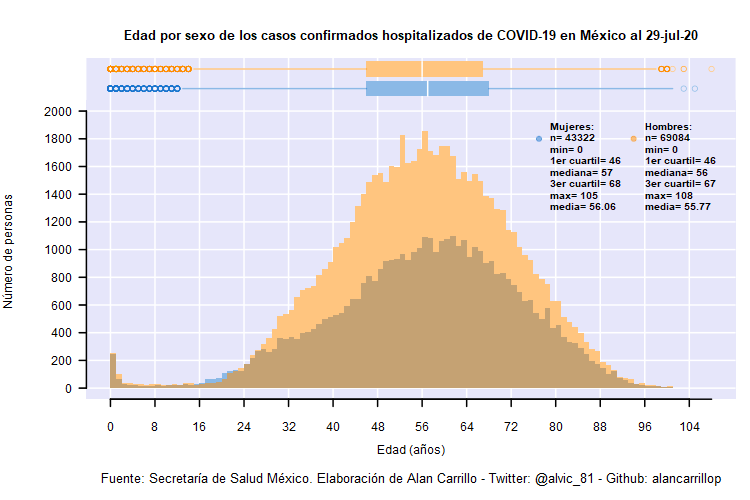 Edad por sexo de los casos confirmados hospitalizados de COVID-19 en México al 29-jul-20
Número de personas
2000
1800
1600
1400
1200
1000
800
600
400
200
0
Mujeres:
n= 43322
min= 0
1er cuartil= 46
mediana= 57
3er cuartil= 68
max= 105
media= 56.06
Hombres:
n= 69084
min= 0
1er cuartil= 46
mediana= 56
3er cuartil= 67
max= 108
media= 55.77
0 8 16 24 32 40 48 56 64 72 80 88 96 104
Edad (años)
Fuente: Secretaría de Salud México. Elaboración de Alan Carrillo - Twitter: @alvic_81 - Github: alancarrillop